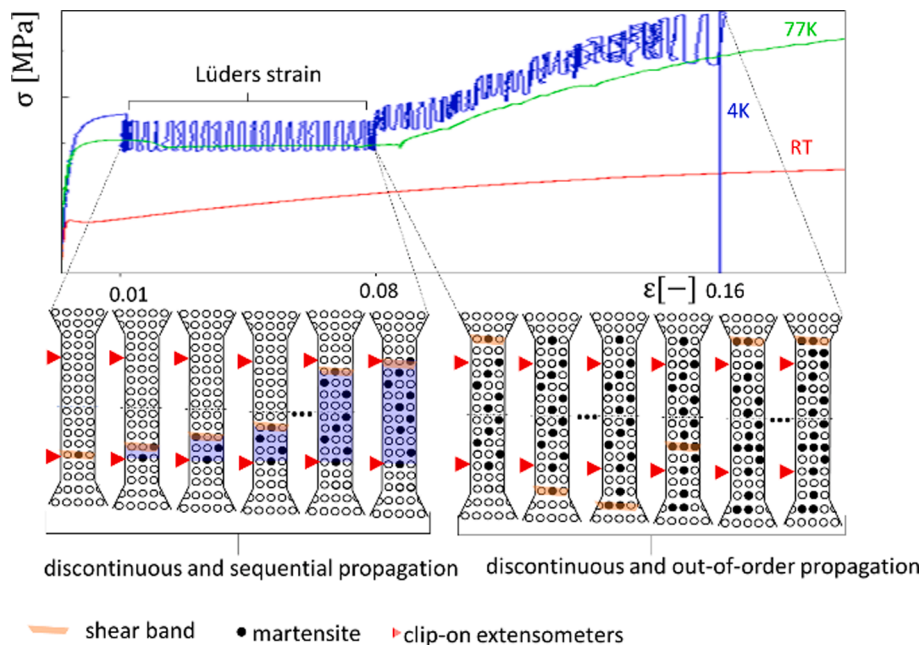 σ [MPa]
Lüders strain
77K
4K
RT
0.01
0.08
ε[−]
0.16
discontinuous and sequential propagation
discontinuous and out-of-order propagation
shear band
martensite
clip-on extensometers